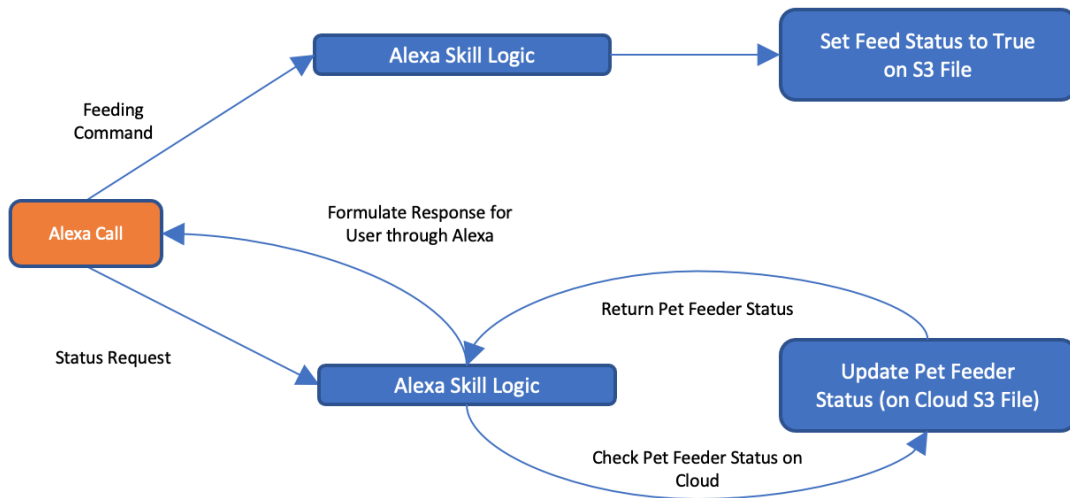 Alexa Skill Logic
Set Feed Status to True
on S3 File
Feeding
Command
Alexa Call
Formulate Response for
User through Alexa
Return Pet Feeder Status
Status Request
Alexa Skill Logic
Update Pet Feeder
Status (on Cloud S3 File)
Check Pet Feeder Status on
Cloud